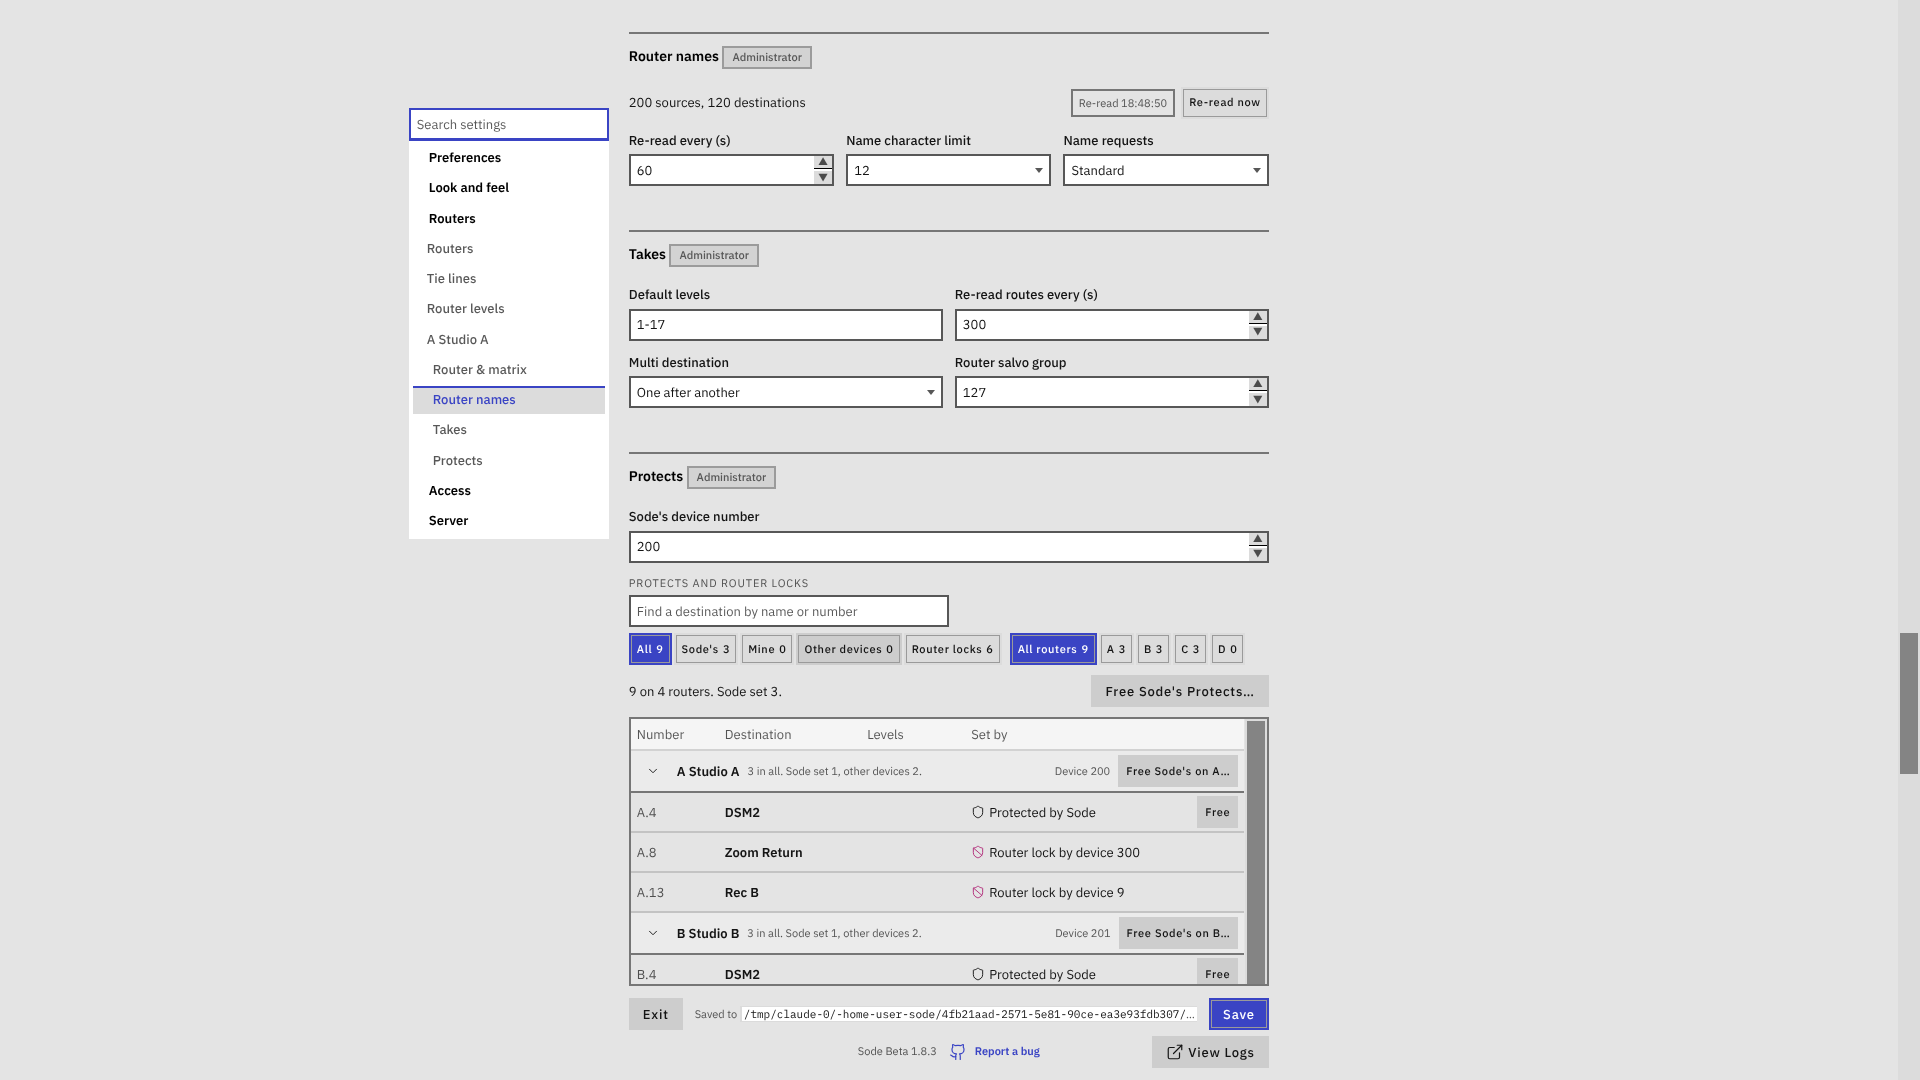 Router names Administrator
200 sources, 120 destinations
Re-read 18:48:50 Re-read now
Search settings
Preferences
Look and feel
Routers
Routers
Tie lines
Router levels
A Studio A
Router & matrix
Router names
Takes
Protects
Access
Server
Re-read every (s) Name character limit Name requests
60 12 Standard
Takes Administrator
Default levels Re-read routes every (s)
1-17 300
Multi destination Router salvo group
One after another 127
Protects Administrator
Sode's device number
200
PROTECTS AND ROUTER LOCKS
Find a destination by name or number
All 9 Sode's 3 Mine 0 Other devices 0 Router locks 6 All routers 9 A 3 B 3 C 3 D 0
9 on 4 routers. Sode set 3. Free Sode's Protects...
Number Destination Levels Set by
A Studio A 3 in all. Sode set 1, other devices 2. Device 200 Free Sode's on A...
A.4 DSM2 Protected by Sode Free
A.8 Zoom Return Router lock by device 300
A.13 Rec B Router lock by device 9
B Studio B 3 in all. Sode set 1, other devices 2. Device 201 Free Sode's on B...
B.4 DSM2 Protected by Sode Free
Exit Saved to /tmp/claude-0/-home-user-sode/4fb21aad-2571-5e81-90ce-ea3e93fdb307/... Save
Sode Beta 1.8.3 Report a bug View Logs